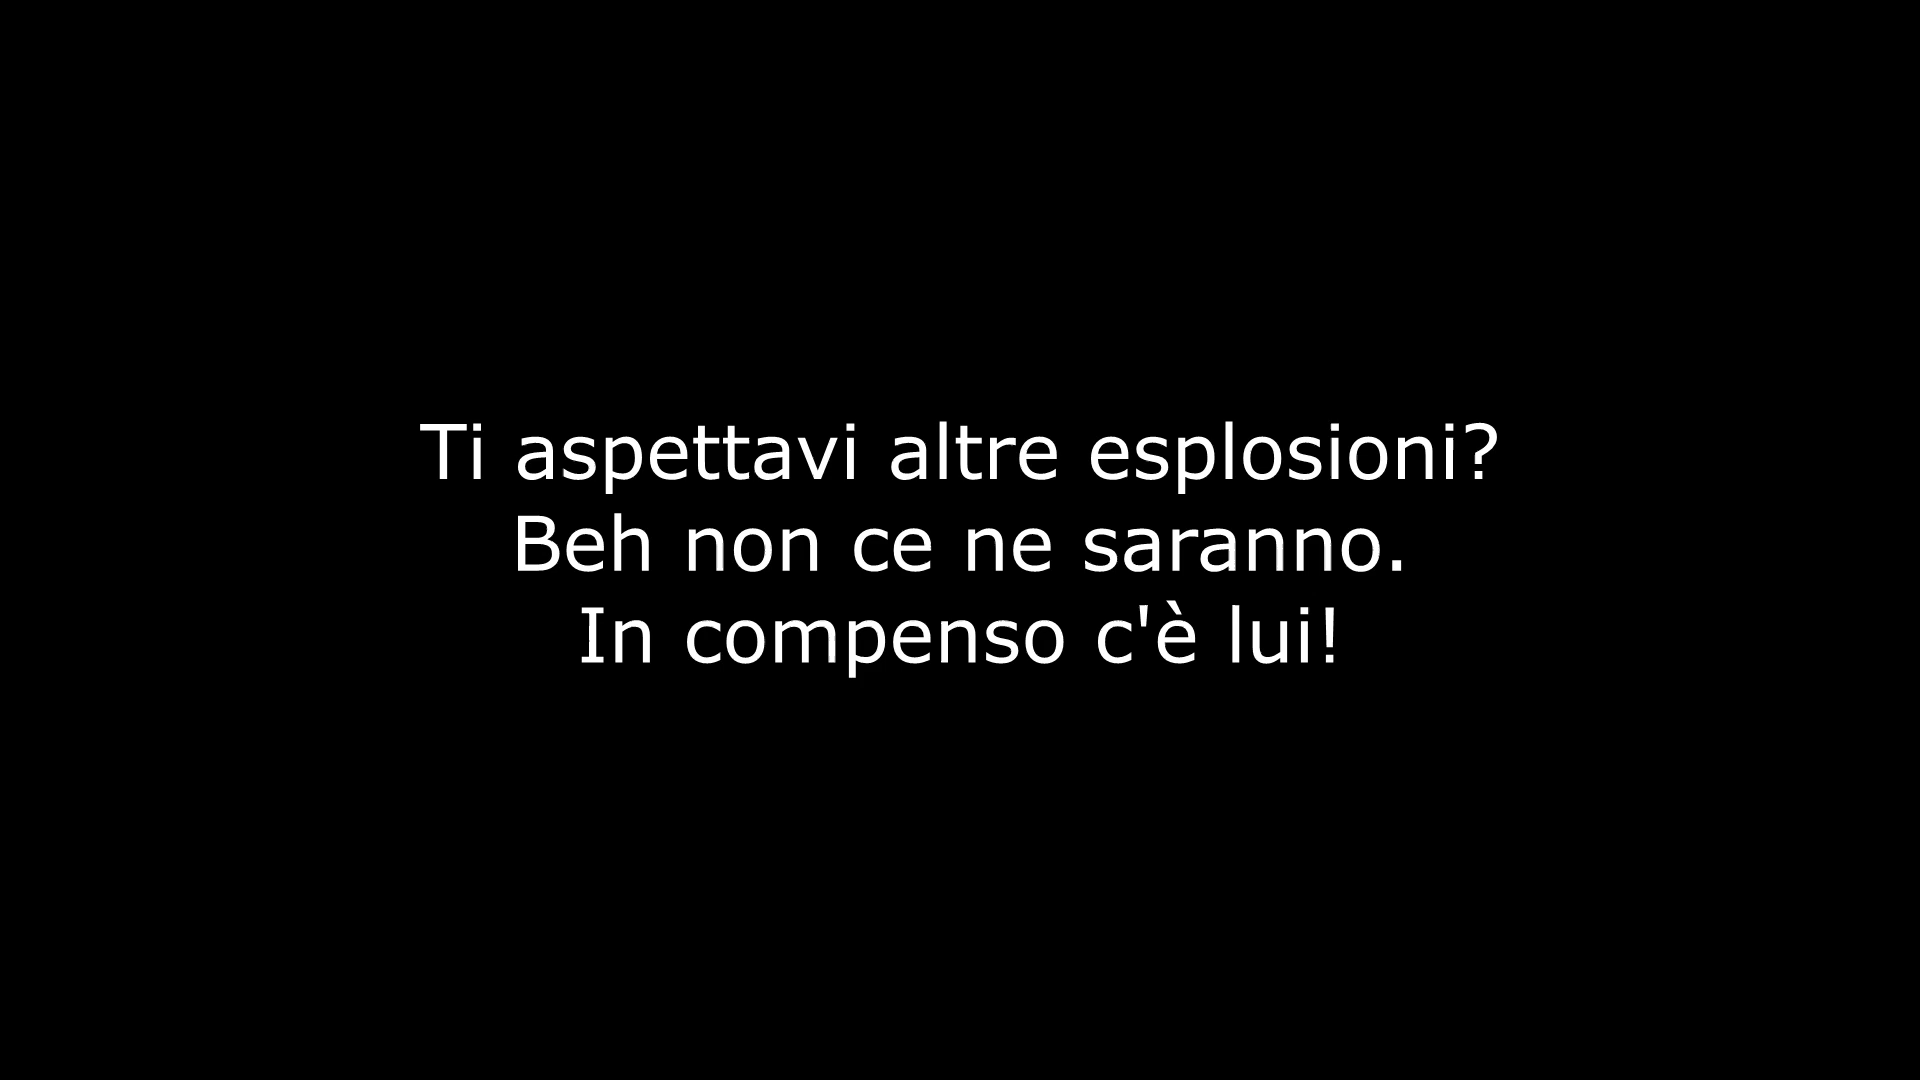 Ti aspettavi altre esplosioni?
Beh non ce ne saranno.
In compenso c'è lui!